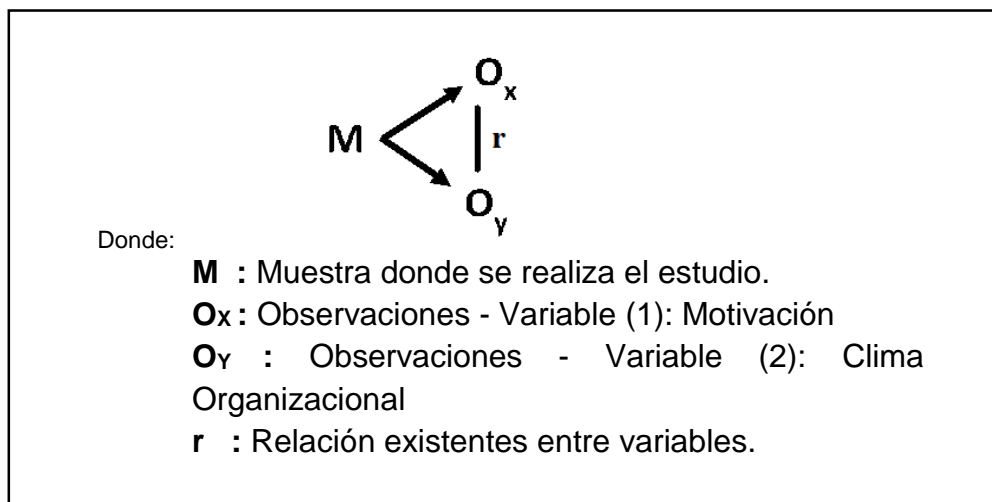 Ox
M
r
Oy
Donde:
M : Muestra donde se realiza el estudio.
OX : Observaciones - Variable (1): Motivación
OY : Observaciones - Variable (2): Clima
Organizacional
r : Relación existentes entre variables.